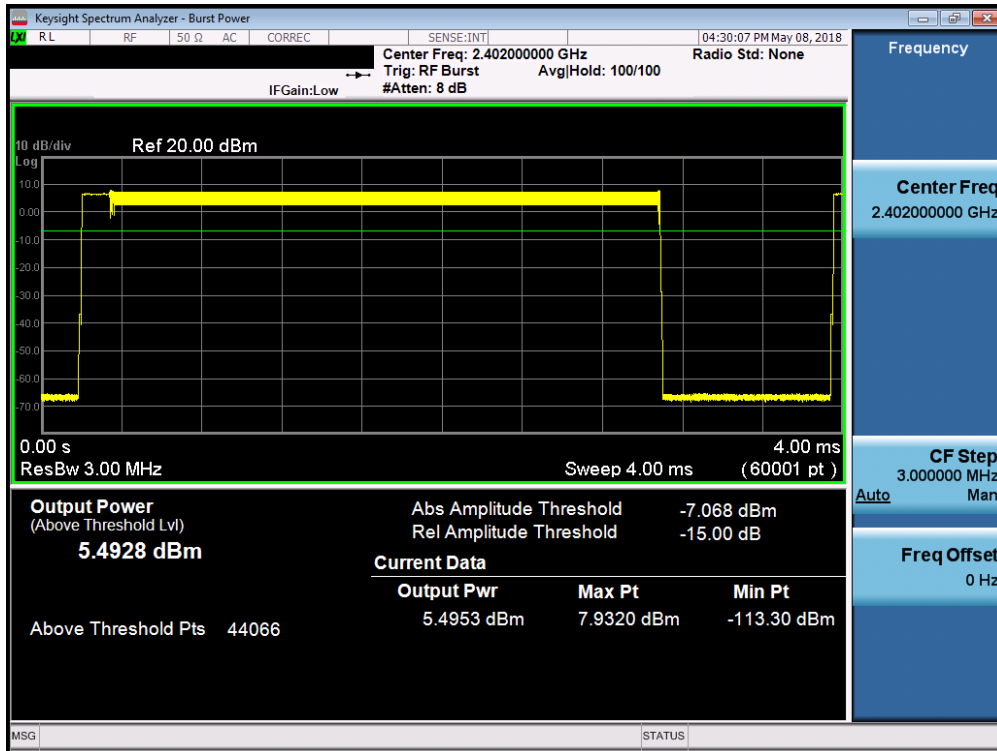 Keysight Spectrum Analyzer - Burst Power
LXI RL RF 50 Ω AC CORREC SENSE:INT 04:30:07 PM May 08, 2018
Center Freq: 2.402000000 GHz Radio Std: None
Trig: RF Burst Avg|Hold: 100/100
IFGain:Low #Atten: 8 dB
Frequency
10 dB/div Ref 20.00 dBm
Log
10.0
0.00
-10.0
-20.0
-30.0
-40.0
-50.0
-60.0
-70.0
0.00 s 4.00 ms
ResBw 3.00 MHz Sweep 4.00 ms (60001 pt )
Center Freq
2.402000000 GHz
CF Step
3.000000 MHz
Auto Man
Freq Offset
0 Hz
Output Power
(Above Threshold Lvl)
5.4928 dBm
Above Threshold Pts 44066
Abs Amplitude Threshold -7.068 dBm
Rel Amplitude Threshold -15.00 dB
Current Data
Output Pwr Max Pt Min Pt
5.4953 dBm 7.9320 dBm -113.30 dBm
MSG STATUS